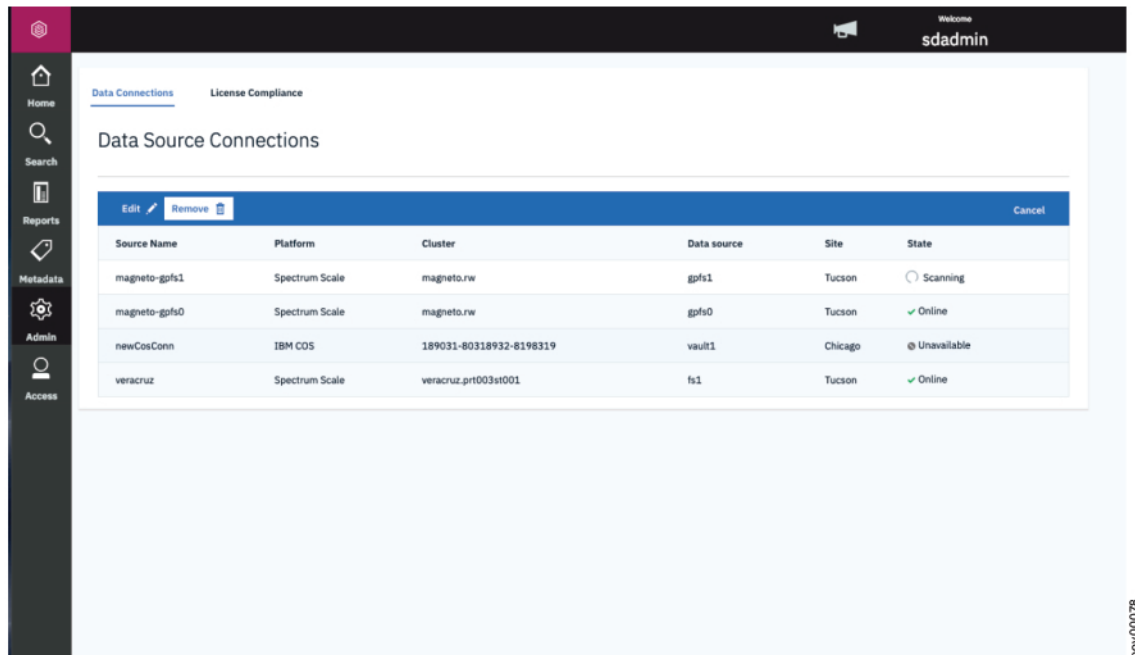 Welcome
sdadmin
Home
Search
Reports
Metadata
Admin
Access
Data Connections License Compliance
Data Source Connections
Edit Remove Cancel
Source Name Platform Cluster Data source Site State
magneto-gpfs1 Spectrum Scale magneto.rw gpfs1 Tucson Scanning
magneto-gpfs0 Spectrum Scale magneto.rw gpfs0 Tucson Online
newCosConn IBM COS 189031-80318932-8198319 vault1 Chicago Unavailable
veracruz Spectrum Scale veracruz.prt003st001 fs1 Tucson Online